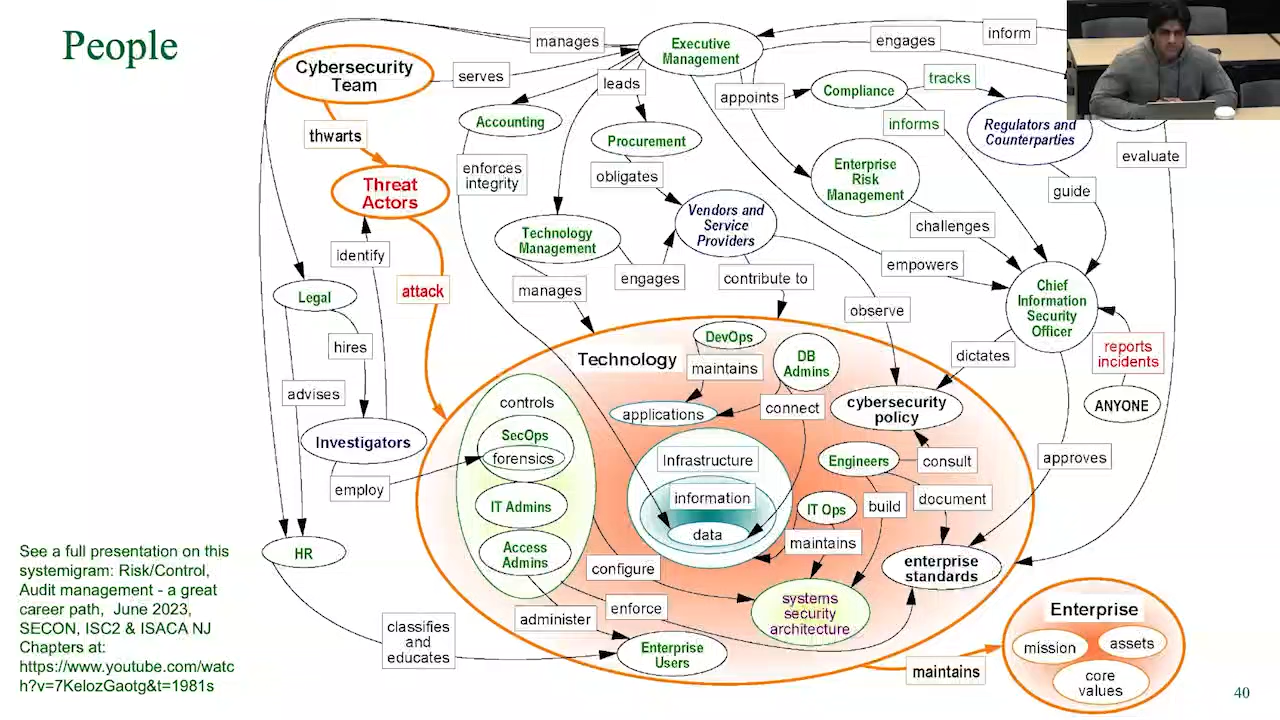 People
manages
Executive
Management
engages
inform
Cybersecurity
Team
serves
leads
appoints
Compliance
tracks
Accounting
thwarts
Procurement
informs
Regulators and
Counterparties
evaluate
enforces
integrity
obligates
Enterprise
Risk
Management
guide
Threat
Actors
Vendors and
Service
Providers
challenges
Technology
Management
identify
engages
contribute to
empowers
Legal
attack
manages
observe
Chief
Information
Security
Officer
hires
Technology
DevOps
maintains
DB
Admins
dictates
reports
incidents
advises
controls
applications
connect
cybersecurity
policy
ANYONE
Investigators
SecOps
forensics
Infrastructure
Engineers
consult
approves
employ
information
IT Admins
IT Ops
build
document
data
maintains
HR
Access
Admins
configure
enterprise
standards
systems
security
architecture
enforce
administer
classifies
and
educates
Enterprise
Users
maintains
Enterprise
mission
assets
core
values
See a full presentation on this
systemigram: Risk/Control,
Audit management - a great
career path, June 2023,
SECON, ISC2 & ISACA NJ
Chapters at:
https://www.youtube.com/watc
h?v=7KelozGaotg&t=1981s
40